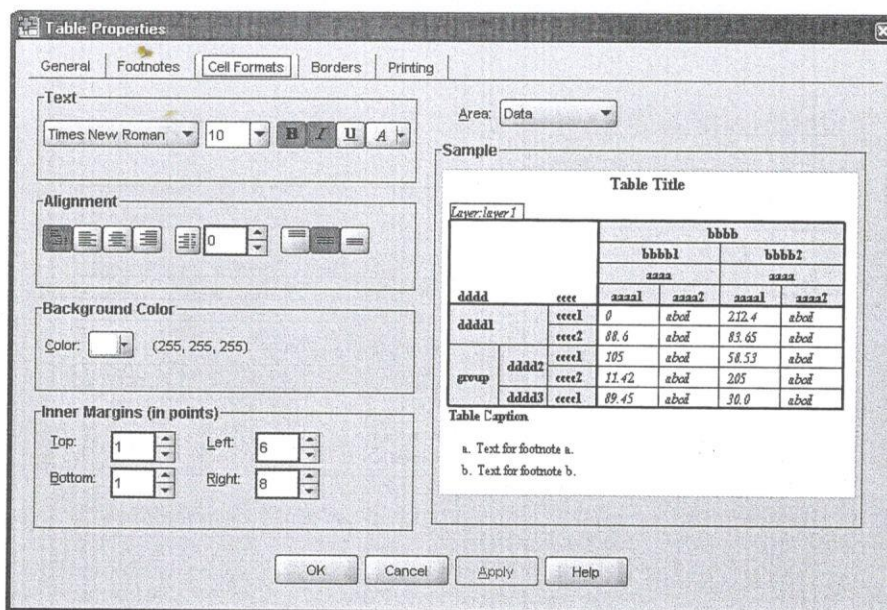 Table Properties
General Footnotes Cell Formats Borders Printing
Text
Times New Roman 10 B I U A
Alignment
0
Background Color
Color: (255, 255, 255)
Inner Margins (in points)
Top: 1 Left: 6
Bottom: 1 Right: 8
Area: Data
Sample
Table Title
Layer:layer1
bbbb
bbbb1 bbbb2
aaaa aaaa
dddd cccc aaaa1 aaaa2 aaaa1 aaaa2
dddd1 cccc1 0 abcd 212.4 abcd
cccc2 88.6 abcd 83.65 abcd
group dddd2 cccc1 105 abcd 58.53 abcd
cccc2 11.42 abcd 205 abcd
dddd3 cccc1 89.45 abcd 30.0 abcd
Table Caption
a. Text for footnote a.
b. Text for footnote b.
OK Cancel Apply Help